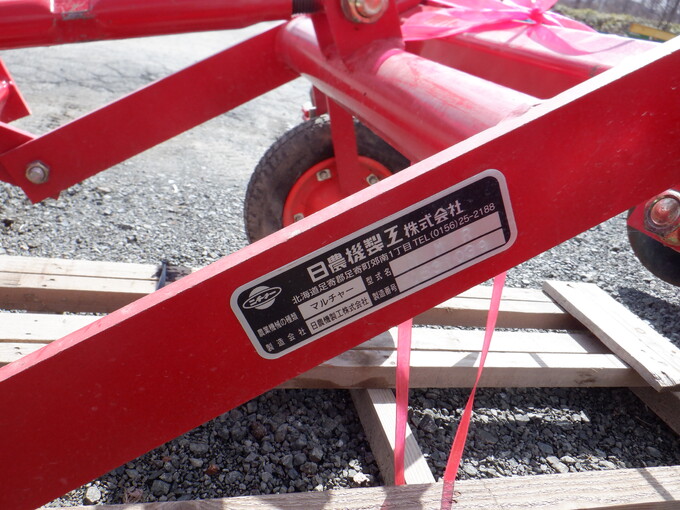 日農機製工株式会社
北海道足寄郡足寄町郊南1丁目 TEL(0156)25-2188
農業機械の種類 マルチャー 型式名
製造会社 日農機製工株式会社 製造番号